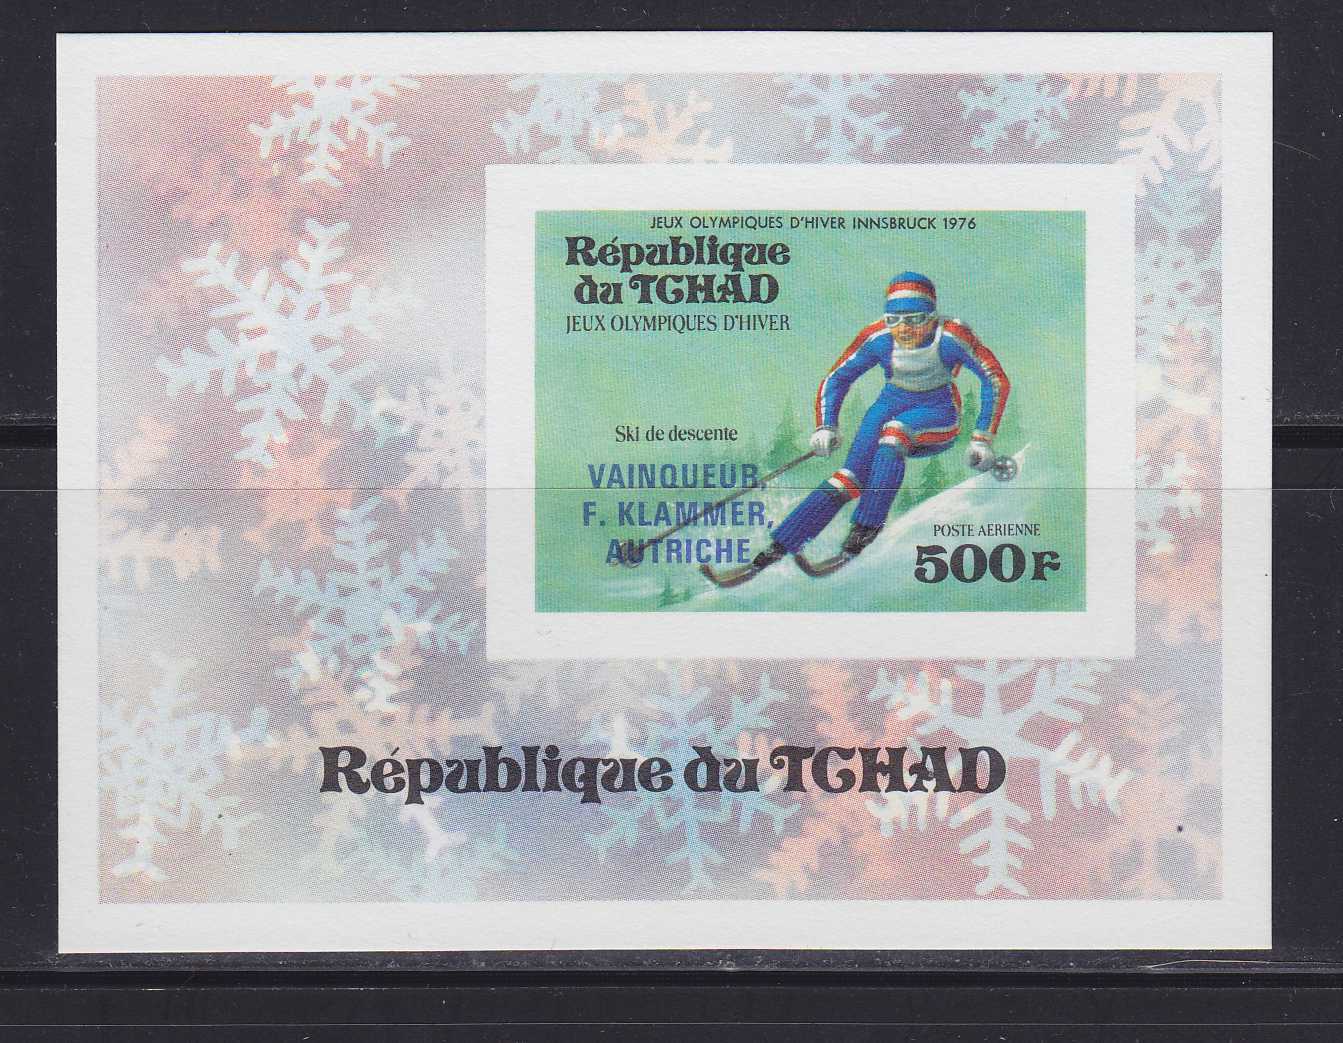 JEUX OLYMPIQUES D'HIVER INNSBRUCK 1976
République
du TCHAD
JEUX OLYMPIQUES D'HIVER
Ski de descente
VAINQUEUR,
F. KLAMMER,
AUTRICHE
POSTE AERIENNE
500F
République du TCHAD